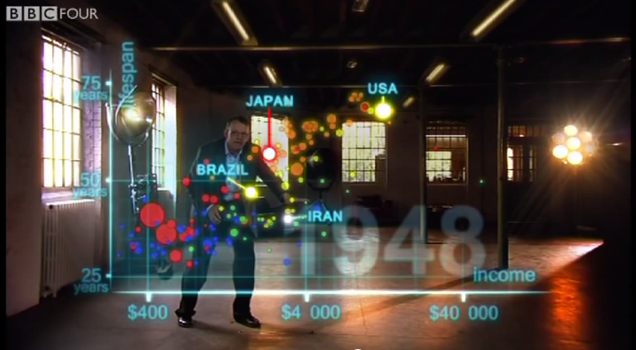 BBC FOUR
lifespan
75
years
JAPAN
USA
BRAZIL
50
years
IRAN
1948
25
years
income
$400
$4 000
$40 000